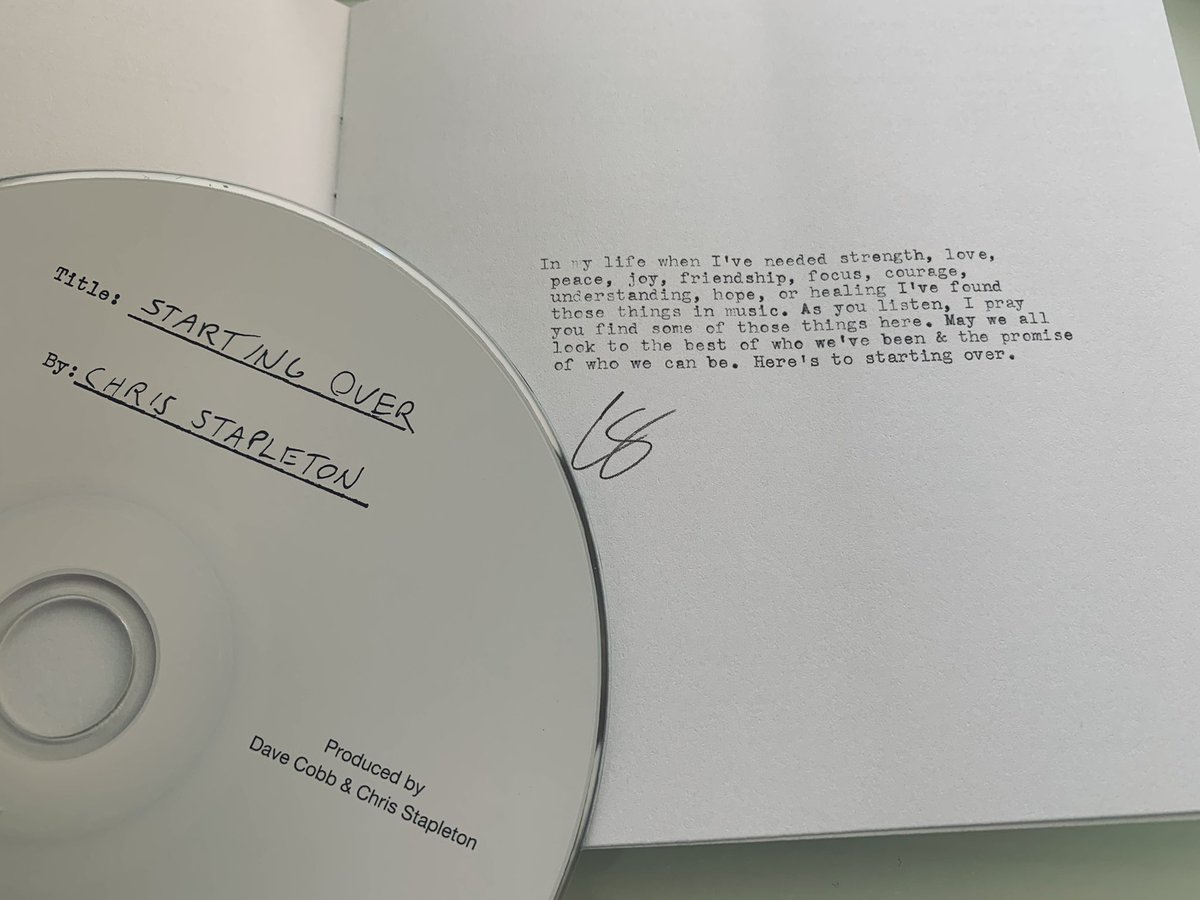 Title: STARTING OVER
By: CHRIS STAPLETON
Produced by
Dave Cobb & Chris Stapleton
In my life when I've needed strength, love,
peace, joy, friendship, focus, courage,
understanding, hope, or healing I've found
those things in music. As you listen, I pray
you find some of those things here. May we all
look to the best of who we've been & the promise
of who we can be. Here's to starting over.
CS